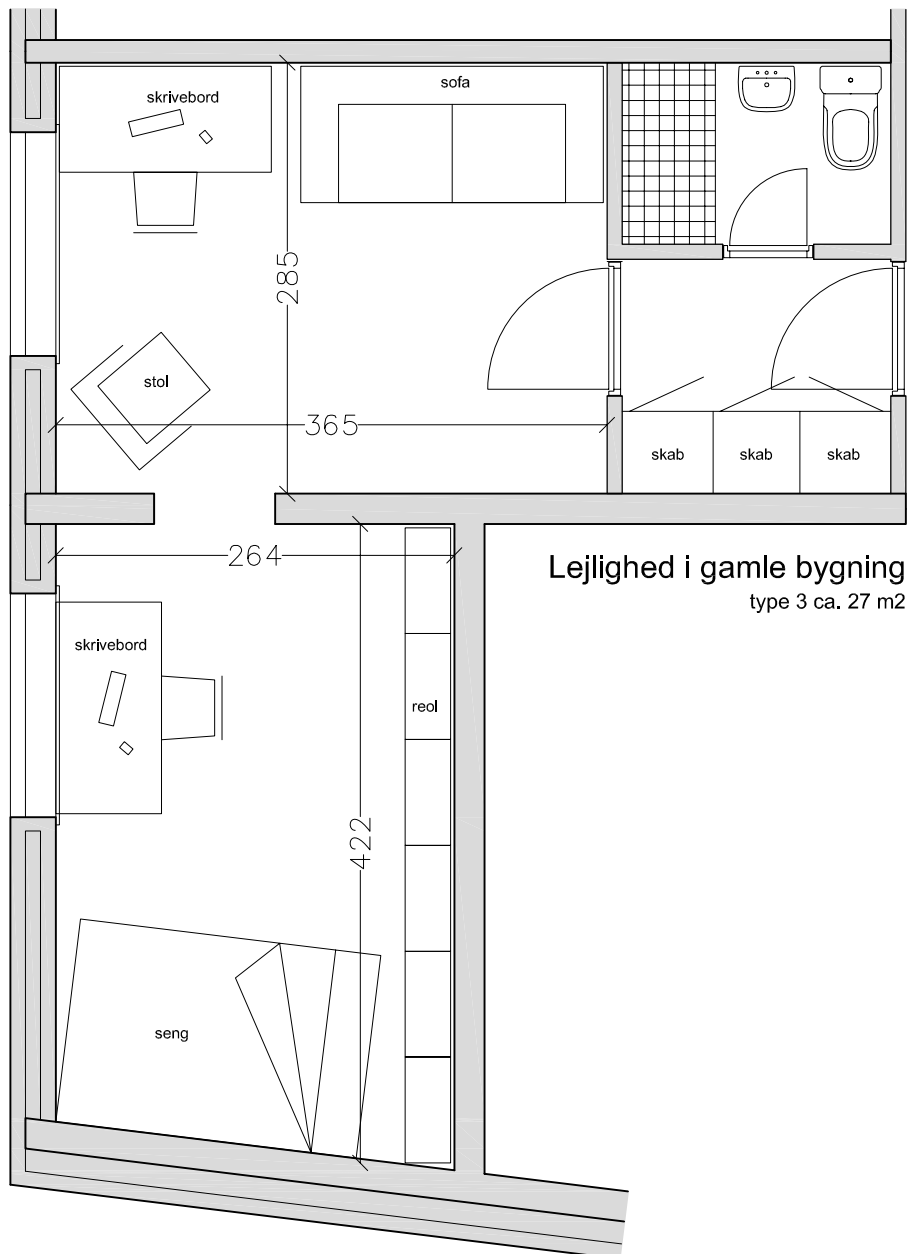 skrivebord
sofa
285
stol
365
skab
skab
skab
264
Lejlighed i gamle bygning
type 3 ca. 27 m2
skrivebord
reol
422
seng